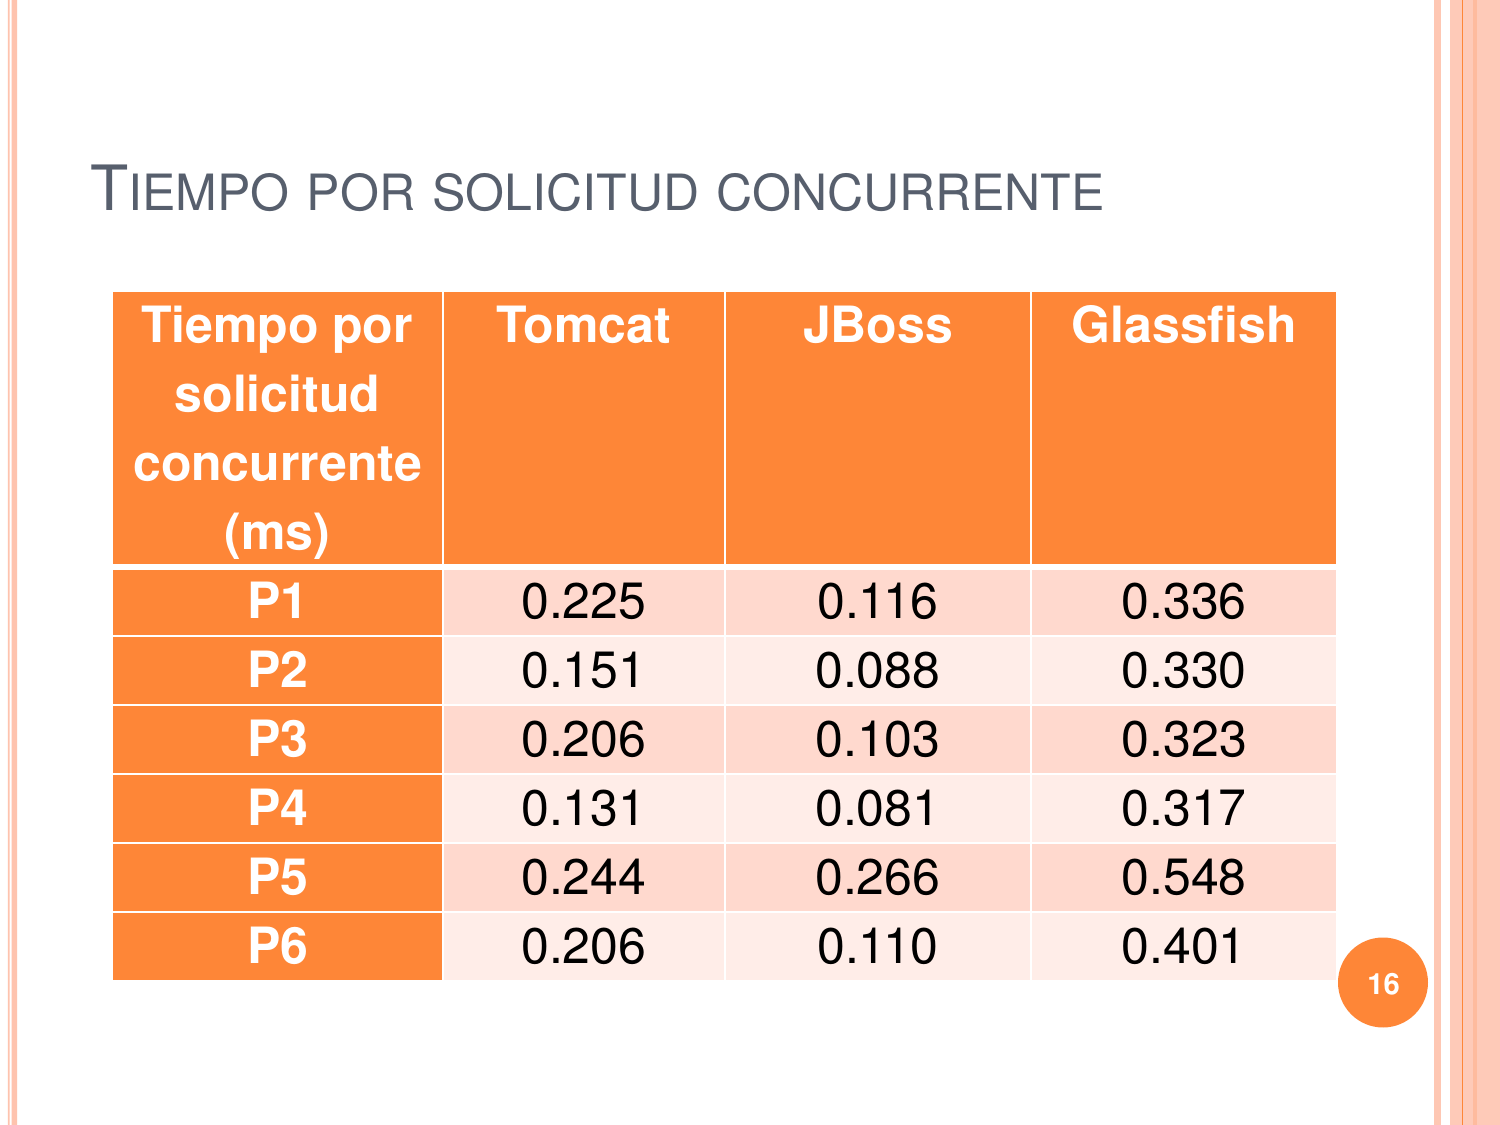 TIEMPO POR SOLICITUD CONCURRENTE
Tiempo por solicitud concurrente (ms) Tomcat JBoss Glassfish
P1 0.225 0.116 0.336
P2 0.151 0.088 0.330
P3 0.206 0.103 0.323
P4 0.131 0.081 0.317
P5 0.244 0.266 0.548
P6 0.206 0.110 0.401
16